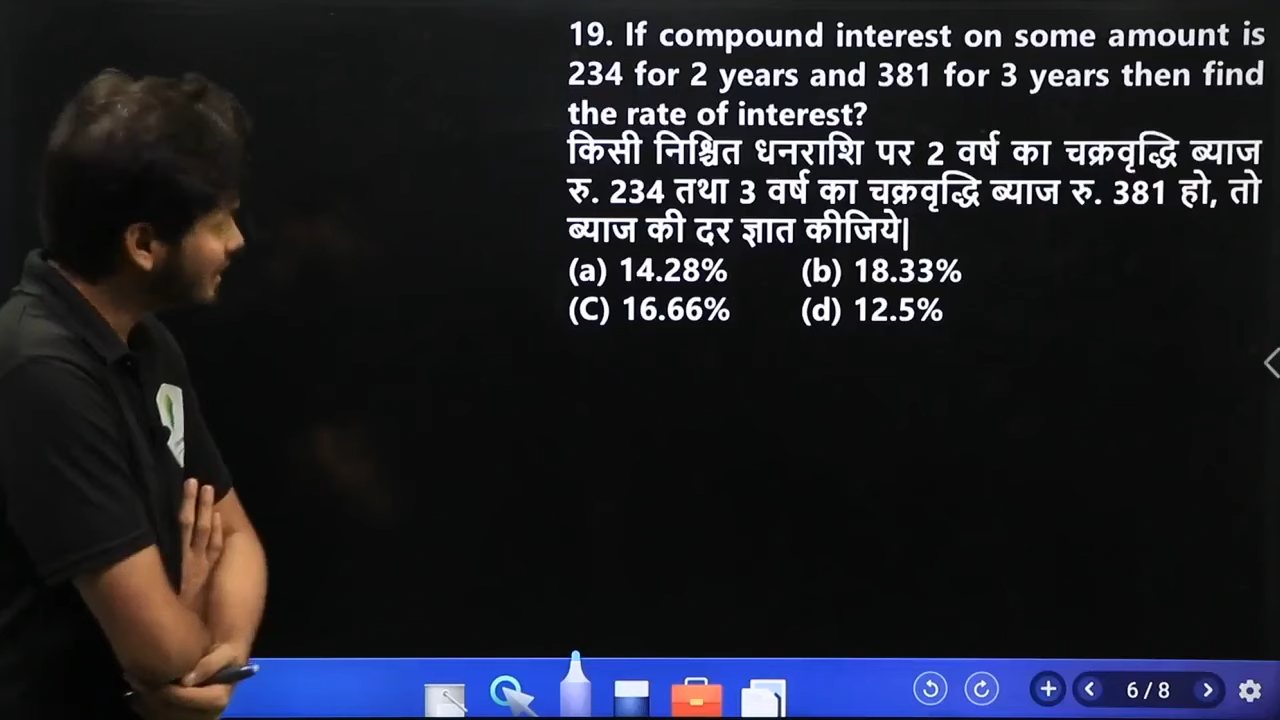 19. If compound interest on some amount is
234 for 2 years and 381 for 3 years then find
the rate of interest?
किसी निश्चित धनराशि पर 2 वर्ष का चक्रवृद्धि ब्याज
रु. 234 तथा 3 वर्ष का चक्रवृद्धि ब्याज रु. 381 हो, तो
ब्याज की दर ज्ञात कीजिये|
(a) 14.28% (b) 18.33%
(C) 16.66% (d) 12.5%
6 / 8